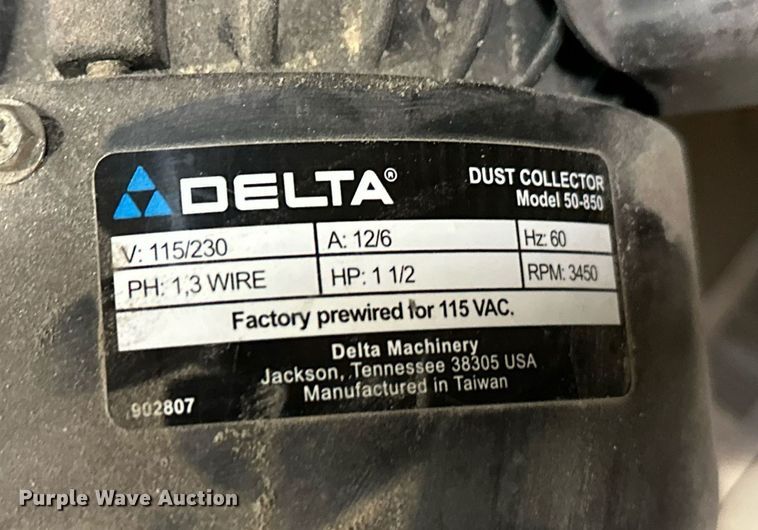 DELTA®
DUST COLLECTOR
Model 50-850
V: 115/230 A: 12/6 Hz: 60
PH: 1,3 WIRE HP: 1 1/2 RPM: 3450
Factory prewired for 115 VAC.
Delta Machinery
Jackson, Tennessee 38305 USA
Manufactured in Taiwan
902807
Purple Wave Auction